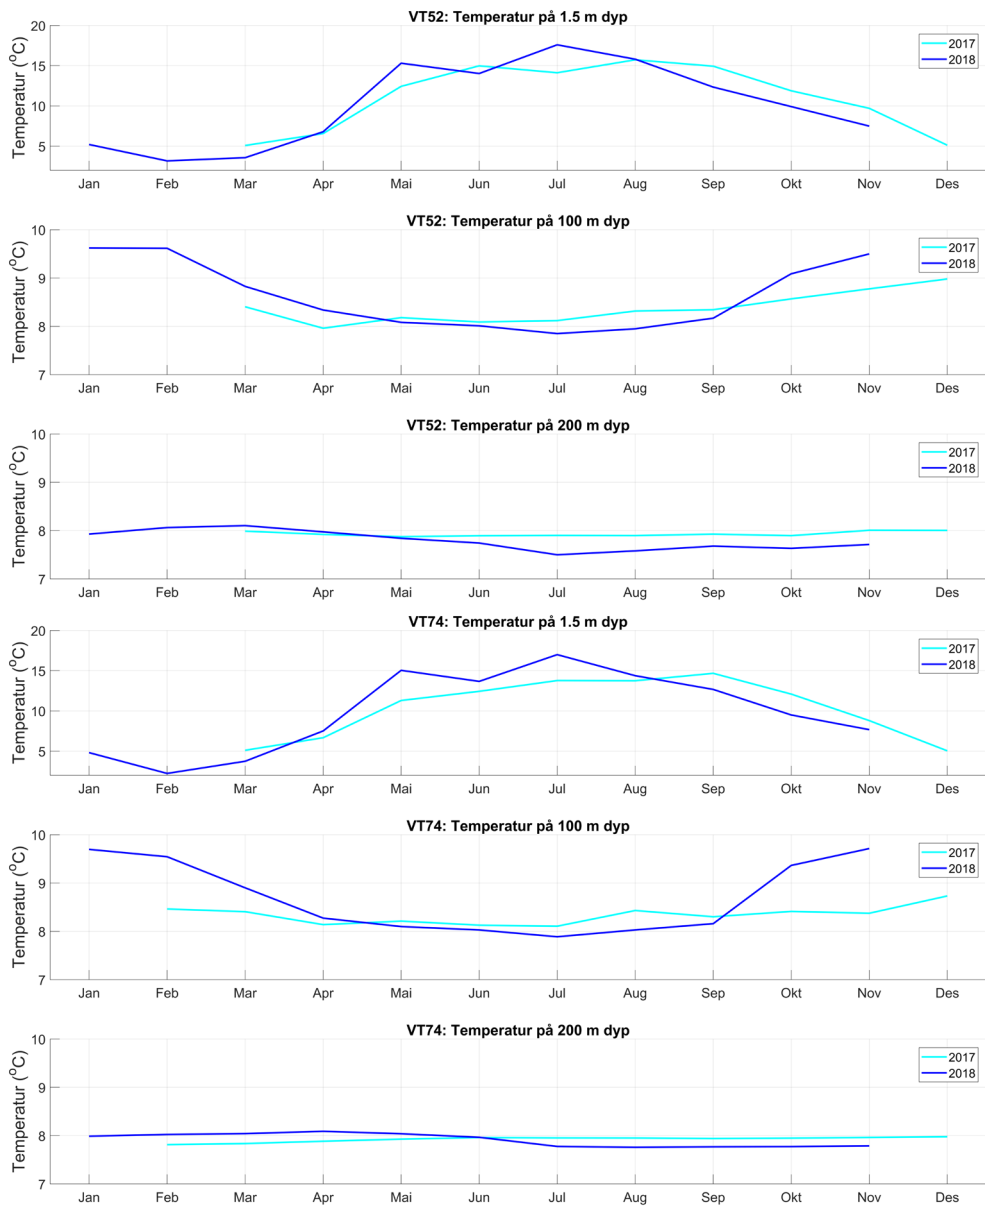 VT52: Temperatur på 1.5 m dyp
Temperatur (°C)
20
15
10
5
2017
2018
Jan Feb Mar Apr Mai Jun Jul Aug Sep Okt Nov Des
VT52: Temperatur på 100 m dyp
Temperatur (°C)
10
9
8
7
2017
2018
Jan Feb Mar Apr Mai Jun Jul Aug Sep Okt Nov Des
VT52: Temperatur på 200 m dyp
Temperatur (°C)
10
9
8
7
2017
2018
Jan Feb Mar Apr Mai Jun Jul Aug Sep Okt Nov Des
VT74: Temperatur på 1.5 m dyp
Temperatur (°C)
20
15
10
5
2017
2018
Jan Feb Mar Apr Mai Jun Jul Aug Sep Okt Nov Des
VT74: Temperatur på 100 m dyp
Temperatur (°C)
10
9
8
7
2017
2018
Jan Feb Mar Apr Mai Jun Jul Aug Sep Okt Nov Des
VT74: Temperatur på 200 m dyp
Temperatur (°C)
10
9
8
7
2017
2018
Jan Feb Mar Apr Mai Jun Jul Aug Sep Okt Nov Des